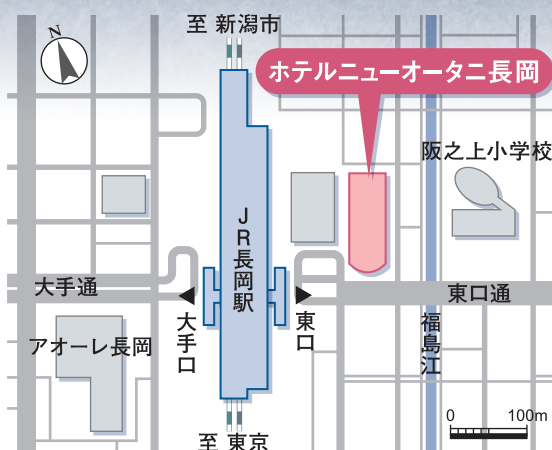 至 新潟市
N
ホテルニューオータニ長岡
阪之上小学校
JR長岡駅
大手通
東口通
大手口
東口
福島江
アオーレ長岡
0 100m
至 東京